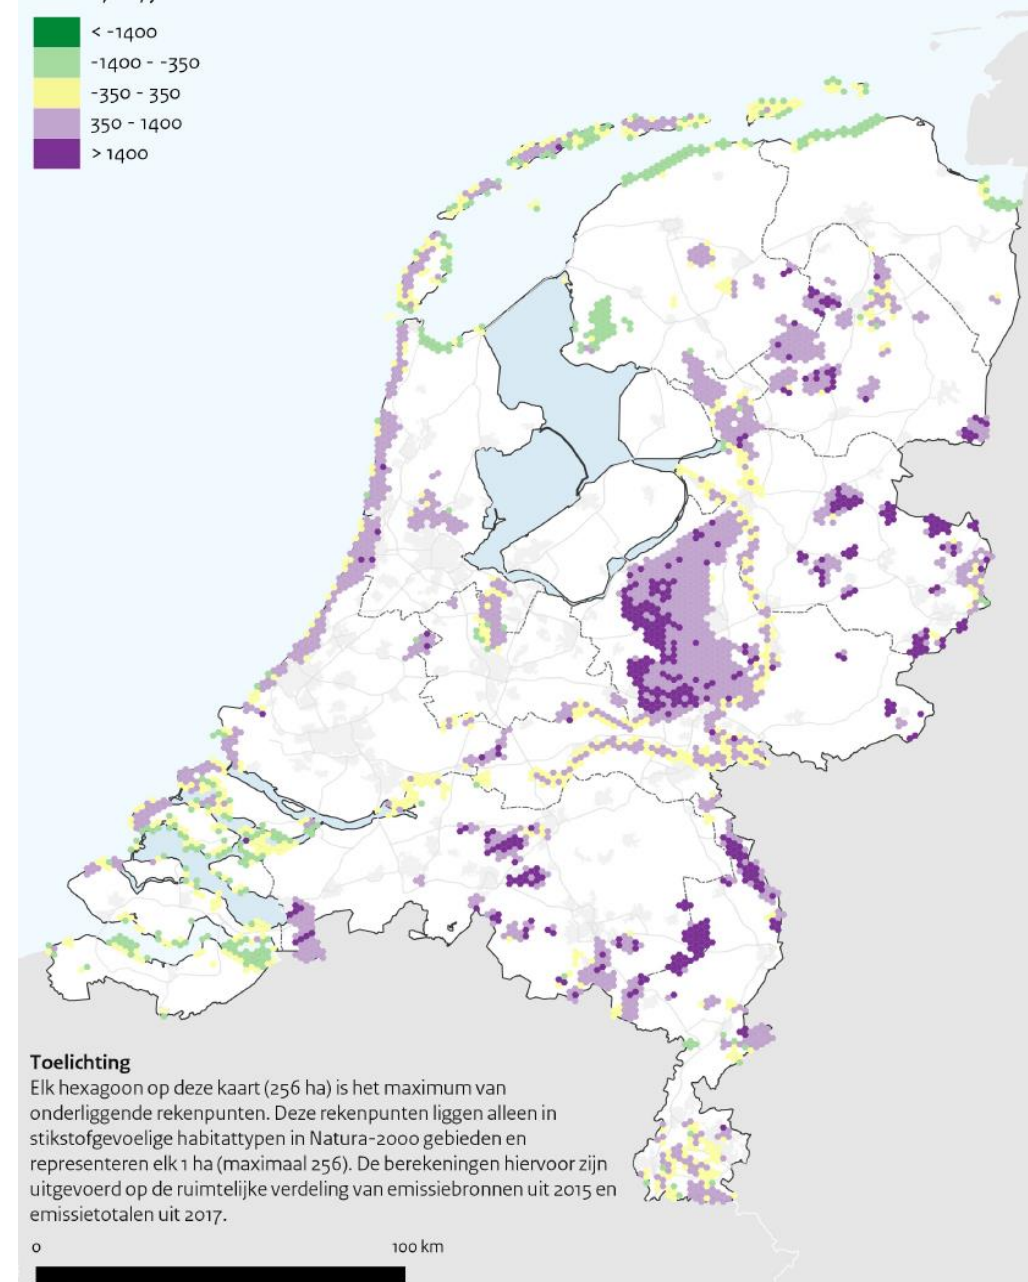 < -1400
-1400 - -350
-350 - 350
350 - 1400
> 1400
Toelichting
Elk hexagoon op deze kaart (256 ha) is het maximum van
onderliggende rekenpunten. Deze rekenpunten liggen alleen in
stikstofgevoelige habitattypen in Natura-2000 gebieden en
representeren elk 1 ha (maximaal 256). De berekeningen hiervoor zijn
uitgevoerd op de ruimtelijke verdeling van emissiebronnen uit 2015 en
emissietotalen uit 2017.
0 100 km